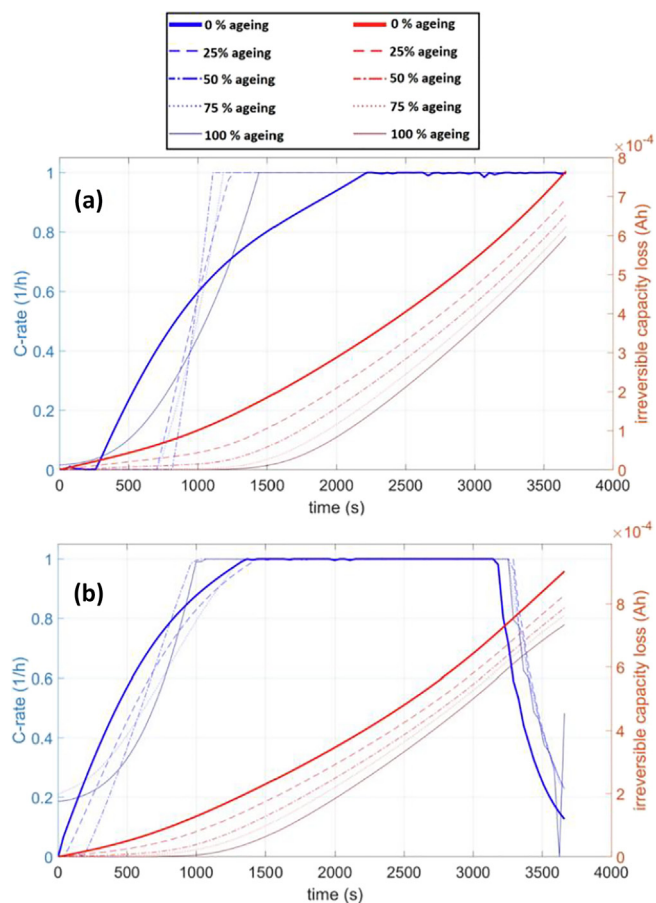 0 % ageing 0 % ageing
25% ageing 25% ageing
50 % ageing 50 % ageing
75 % ageing 75 % ageing
100 % ageing 100 % ageing
×10⁻⁴
(a)
1
0.8
0.6
0.4
0.2
0
C-rate (1/h)
8
7
6
5
4
3
2
1
0
irreversible capacity loss (Ah)
0 500 1000 1500 2000 2500 3000 3500 4000
time (s)
×10⁻⁴
(b)
1
0.8
0.6
0.4
0.2
0
C-rate (1/h)
8
6
4
2
0
irreversible capacity loss (Ah)
0 500 1000 1500 2000 2500 3000 3500 4000
time (s)